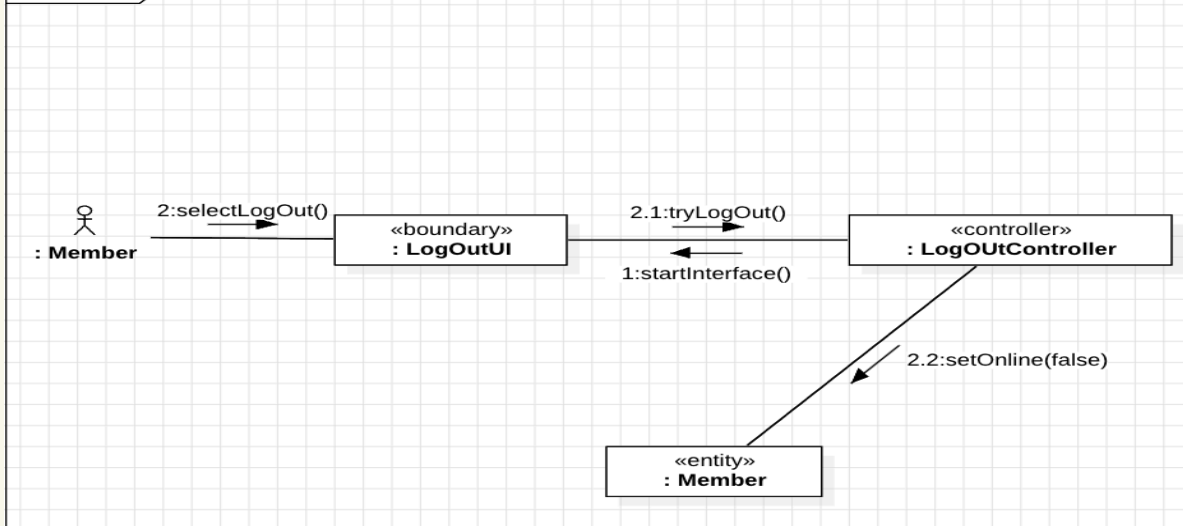 2:selectLogOut()
: Member
«boundary»
: LogOutUI
2.1:tryLogOut()
1:startInterface()
«controller»
: LogOUtController
2.2:setOnline(false)
«entity»
: Member